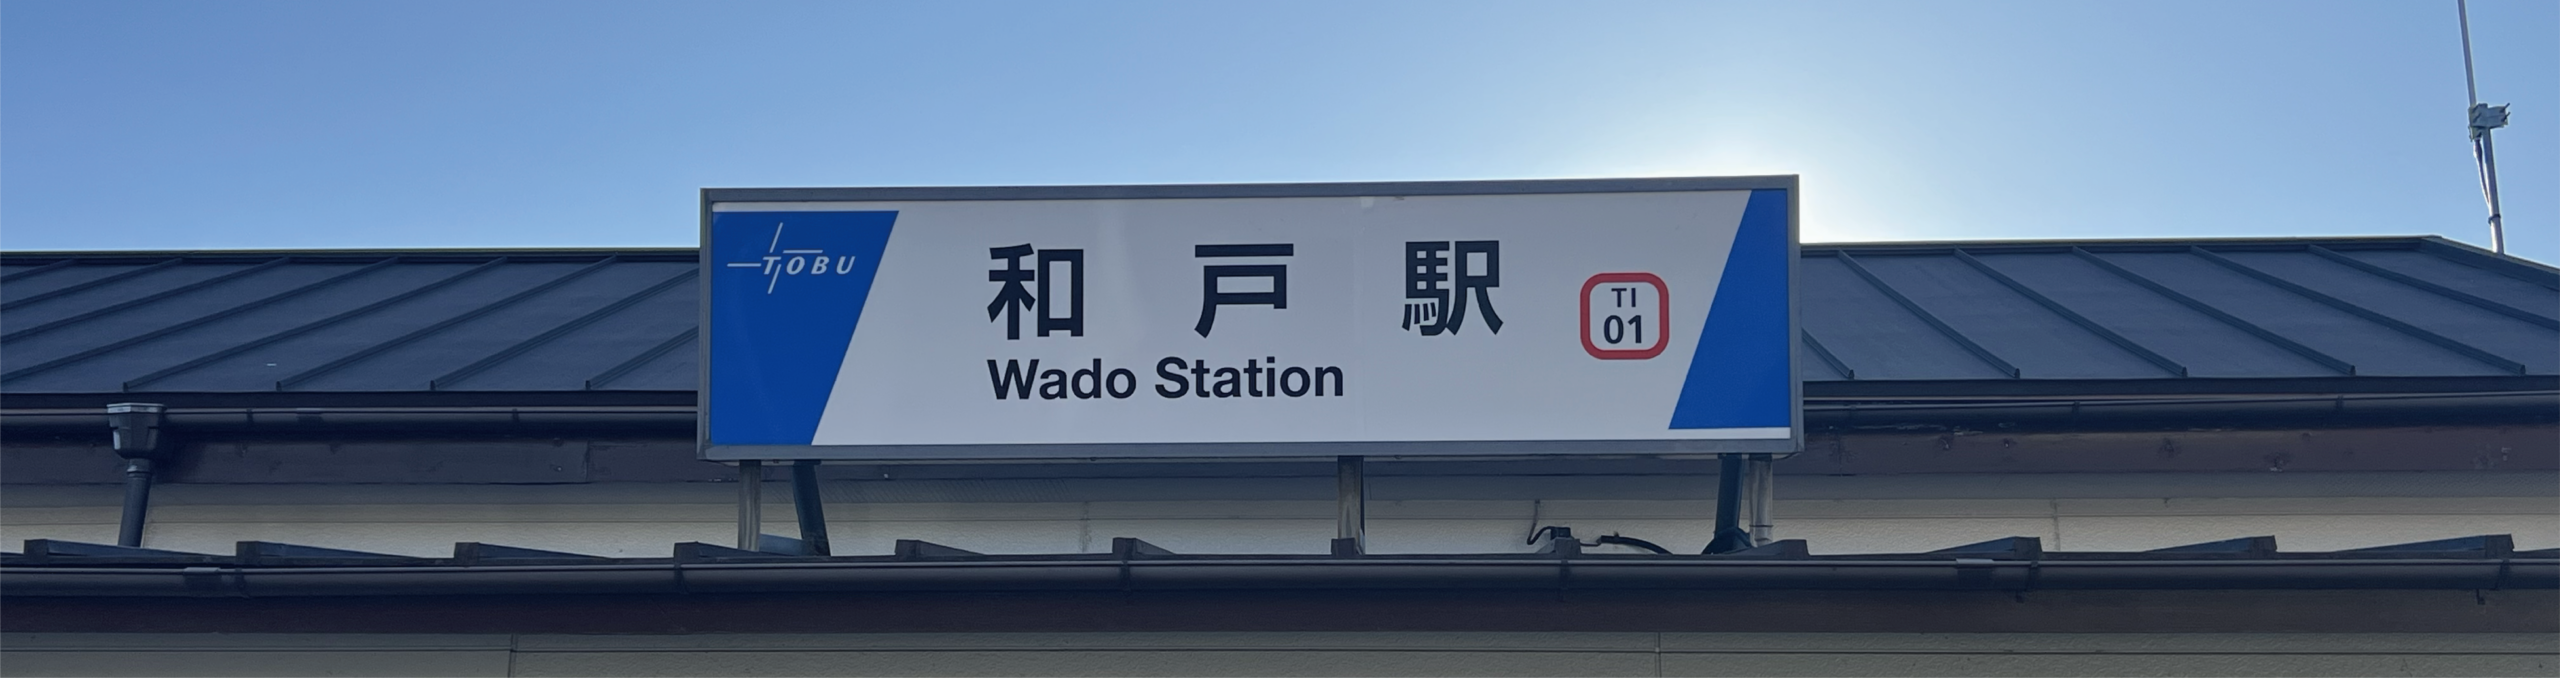 TOBU
和戸駅
Wado Station
TI
01